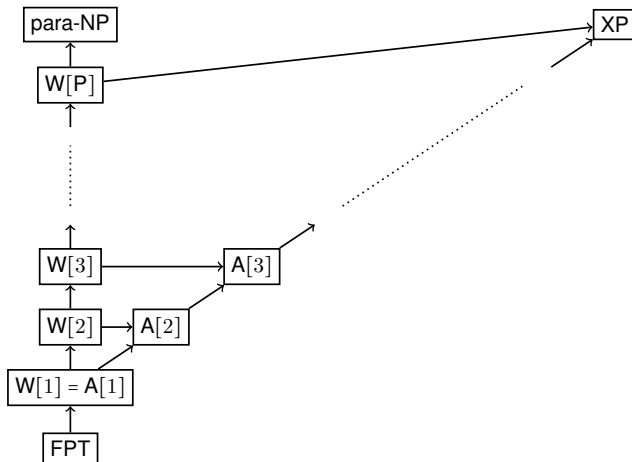 para-NP
XP
W[P]
W[3]
A[3]
W[2]
A[2]
W[1] = A[1]
FPT